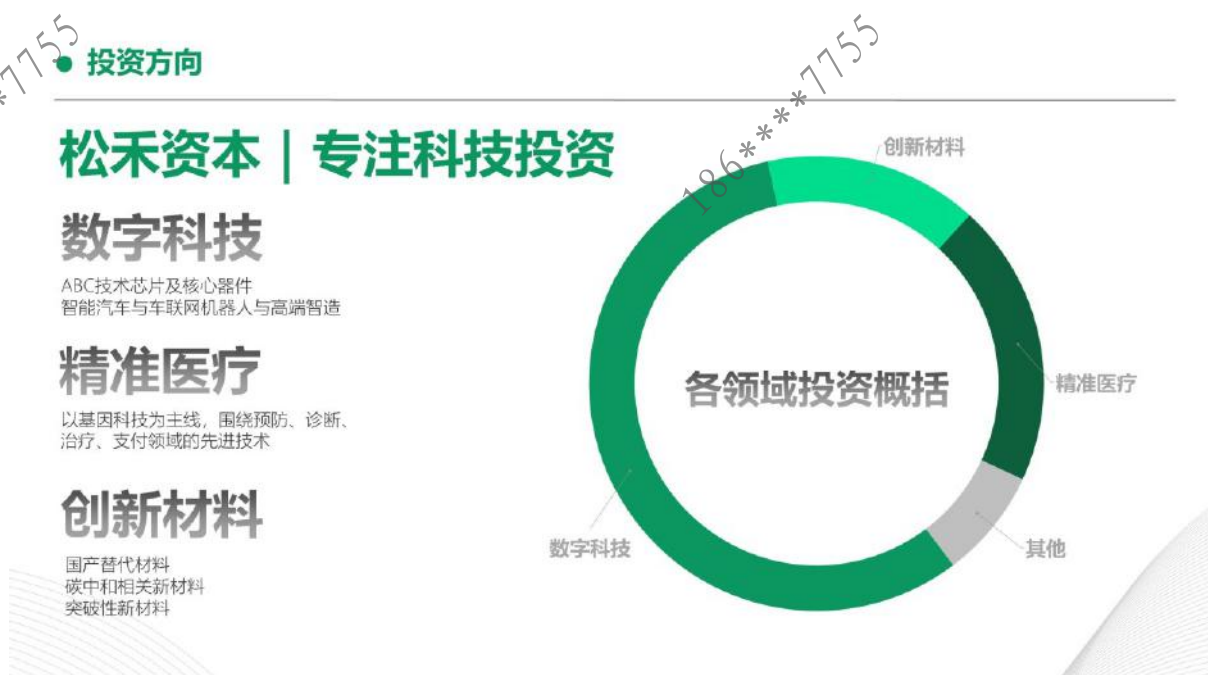 投资方向
松禾资本｜专注科技投资
数字科技
ABC技术芯片及核心器件
智能汽车与车联网机器人与高端智造
精准医疗
以基因科技为主线，围绕预防、诊断、
治疗、支付领域的先进技术
创新材料
国产替代材料
碳中和相关新材料
突破性新材料
创新材料
各领域投资概括
精准医疗
数字科技
其他
186****7755
*7755